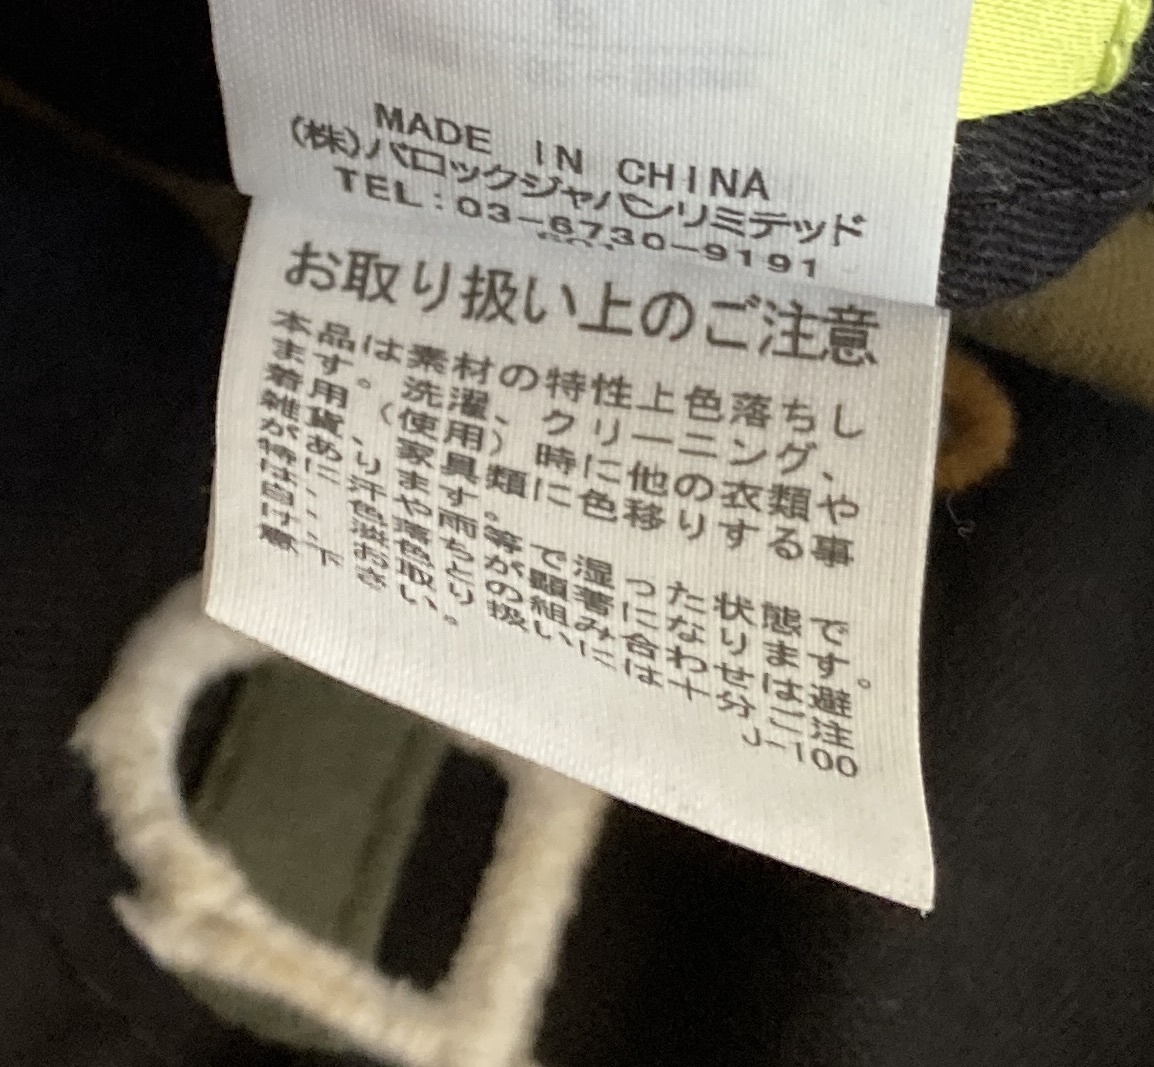 MADE IN CHINA
(株)バロックジャパンリミテッド
TEL:03-6730-9191
お取り扱い上のご注意
本品は素材の特性上色落ちし
ます。洗濯、クリーニング、
着用(使用)時に他の衣類や
雑貨、家具類に色移りする事
があります。
特に、汗や雨等で湿った状態で
は、色落ちが顕著になります。
白、淡色との組み合わせは避
け、お取り扱いには十分ご注
意下さい。
J-100